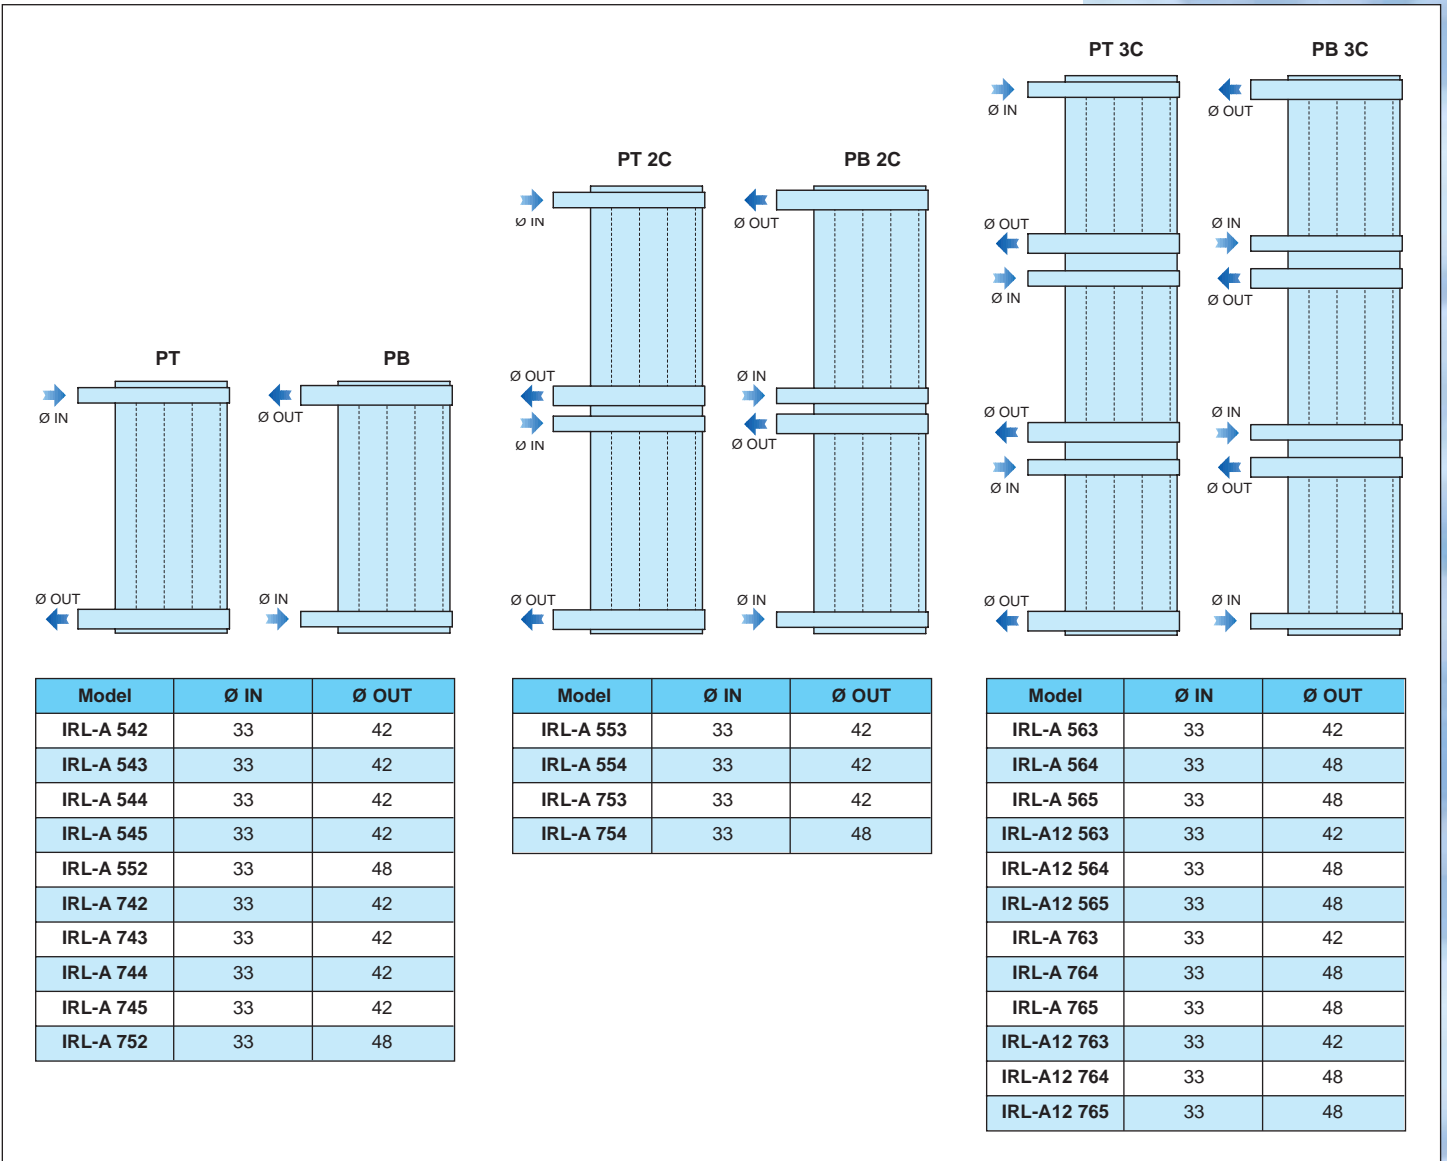 PT
Ø IN
Ø OUT
PB
Ø OUT
Ø IN
PT 2C
Ø IN
Ø OUT
Ø IN
Ø OUT
PB 2C
Ø OUT
Ø IN
Ø OUT
Ø IN
PT 3C
Ø IN
Ø OUT
Ø IN
Ø OUT
Ø IN
Ø OUT
PB 3C
Ø OUT
Ø IN
Ø OUT
Ø IN
Ø OUT
Ø IN
Model Ø IN Ø OUT
IRL-A 542 33 42
IRL-A 543 33 42
IRL-A 544 33 42
IRL-A 545 33 42
IRL-A 552 33 48
IRL-A 742 33 42
IRL-A 743 33 42
IRL-A 744 33 42
IRL-A 745 33 42
IRL-A 752 33 48
Model Ø IN Ø OUT
IRL-A 553 33 42
IRL-A 554 33 42
IRL-A 753 33 42
IRL-A 754 33 48
Model Ø IN Ø OUT
IRL-A 563 33 42
IRL-A 564 33 48
IRL-A 565 33 48
IRL-A12 563 33 42
IRL-A12 564 33 48
IRL-A12 565 33 48
IRL-A 763 33 42
IRL-A 764 33 48
IRL-A 765 33 48
IRL-A12 763 33 42
IRL-A12 764 33 48
IRL-A12 765 33 48